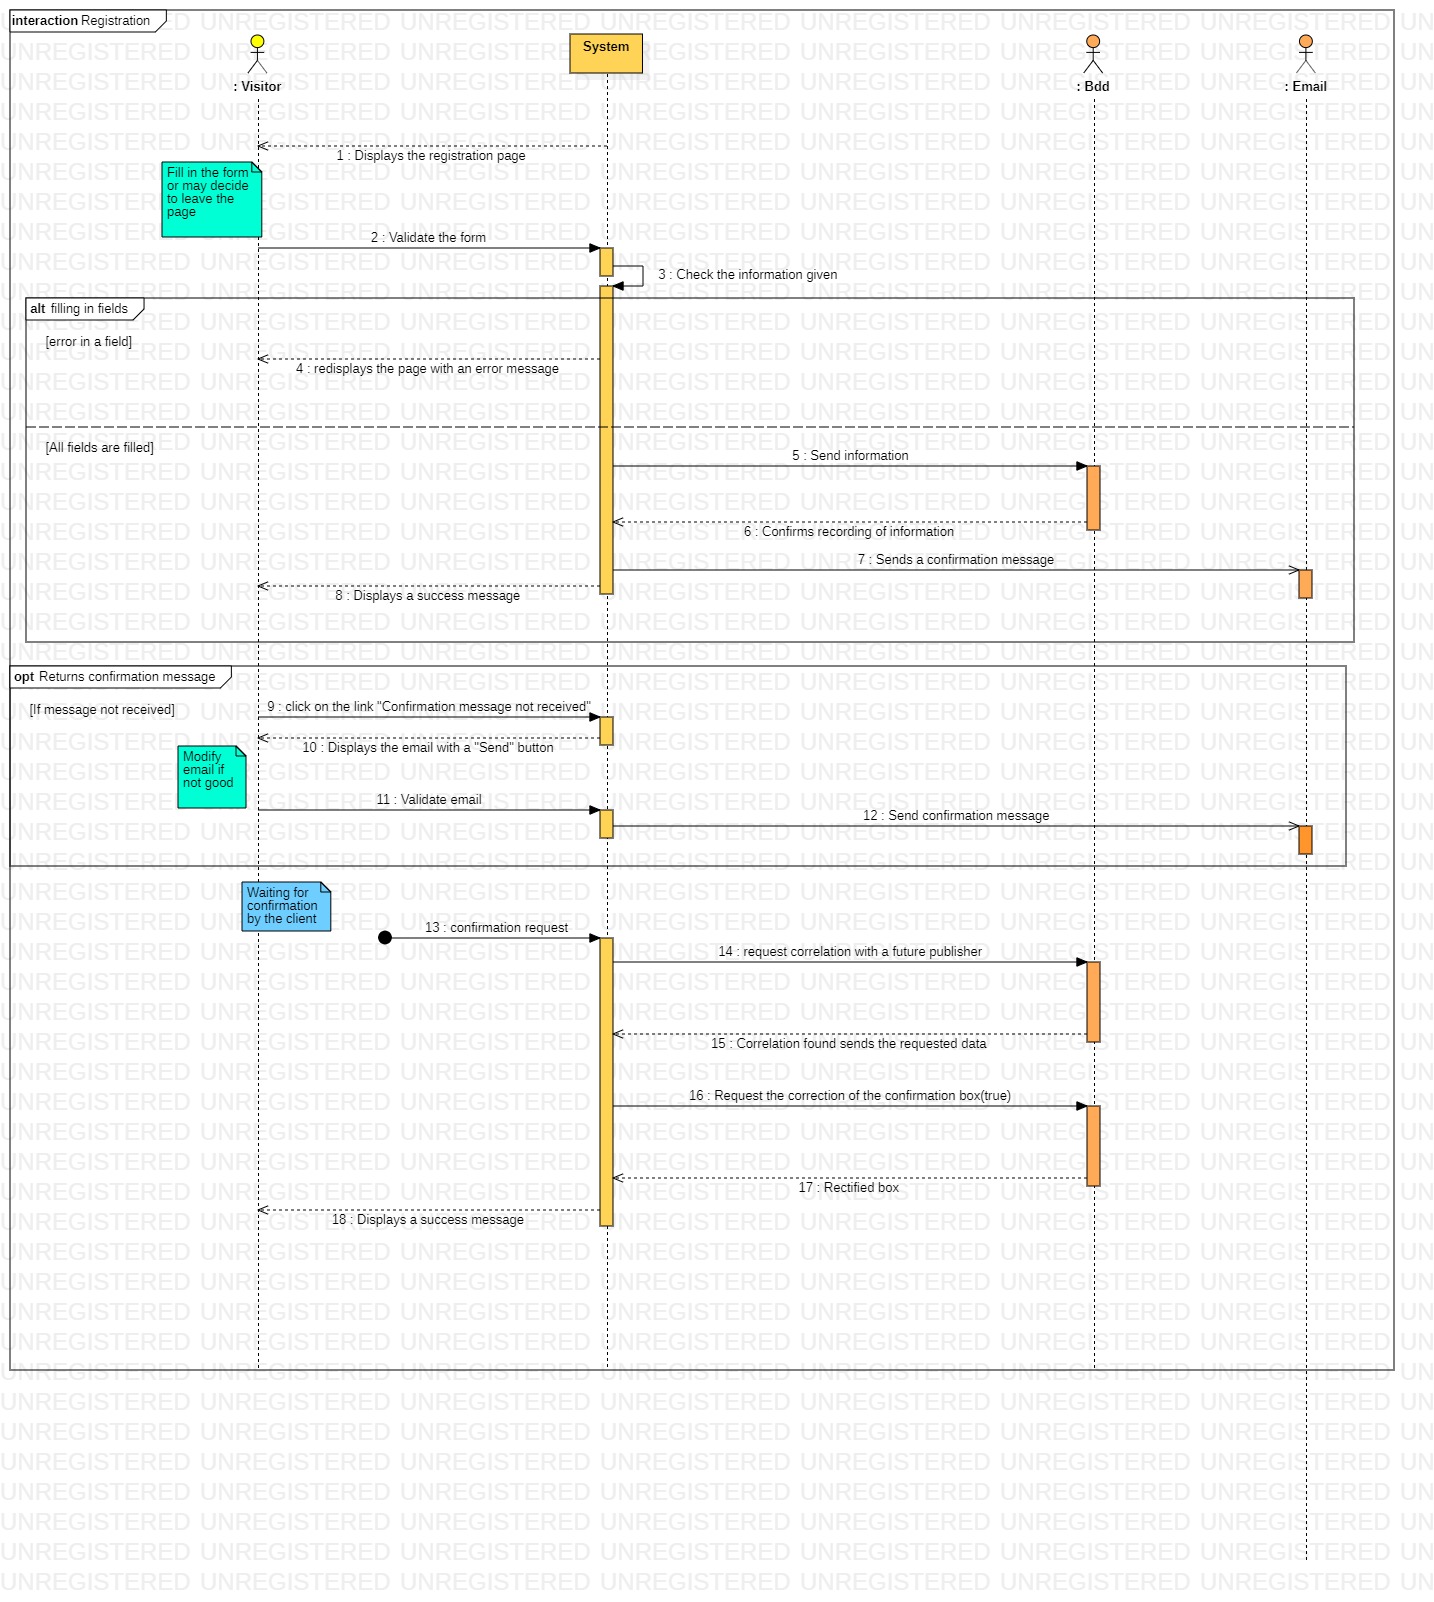 interaction Registration
: Visitor
System
: Bdd
: Email
1 : Displays the registration page
Fill in the form
or may decide
to leave the
page
2 : Validate the form
3 : Check the information given
alt filling in fields
[error in a field]
4 : redisplays the page with an error message
[All fields are filled]
5 : Send information
6 : Confirms recording of information
7 : Sends a confirmation message
8 : Displays a success message
opt Returns confirmation message
[If message not received]
9 : click on the link "Confirmation message not received"
10 : Displays the email with a "Send" button
Modify
email if
not good
11 : Validate email
12 : Send confirmation message
Waiting for
confirmation
by the client
13 : confirmation request
14 : request correlation with a future publisher
15 : Correlation found sends the requested data
16 : Request the correction of the confirmation box(true)
17 : Rectified box
18 : Displays a success message
UNREGISTERED UNREGISTERED UNREGISTERED UNREGISTERED UNREGISTERED UNREGISTERED UNREGISTERED UN